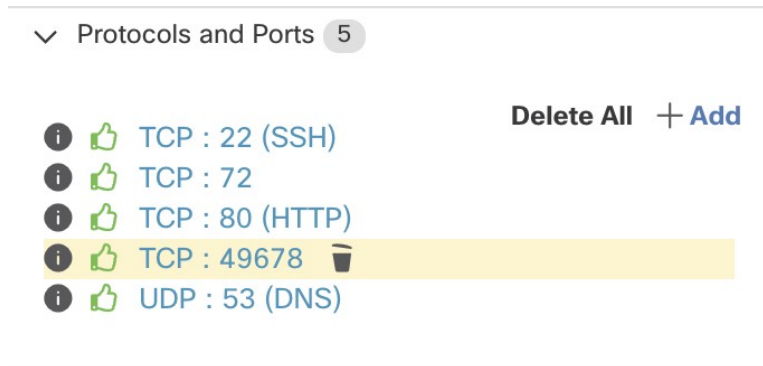 Protocols and Ports 5
Delete All + Add
TCP : 22 (SSH)
TCP : 72
TCP : 80 (HTTP)
TCP : 49678
UDP : 53 (DNS)